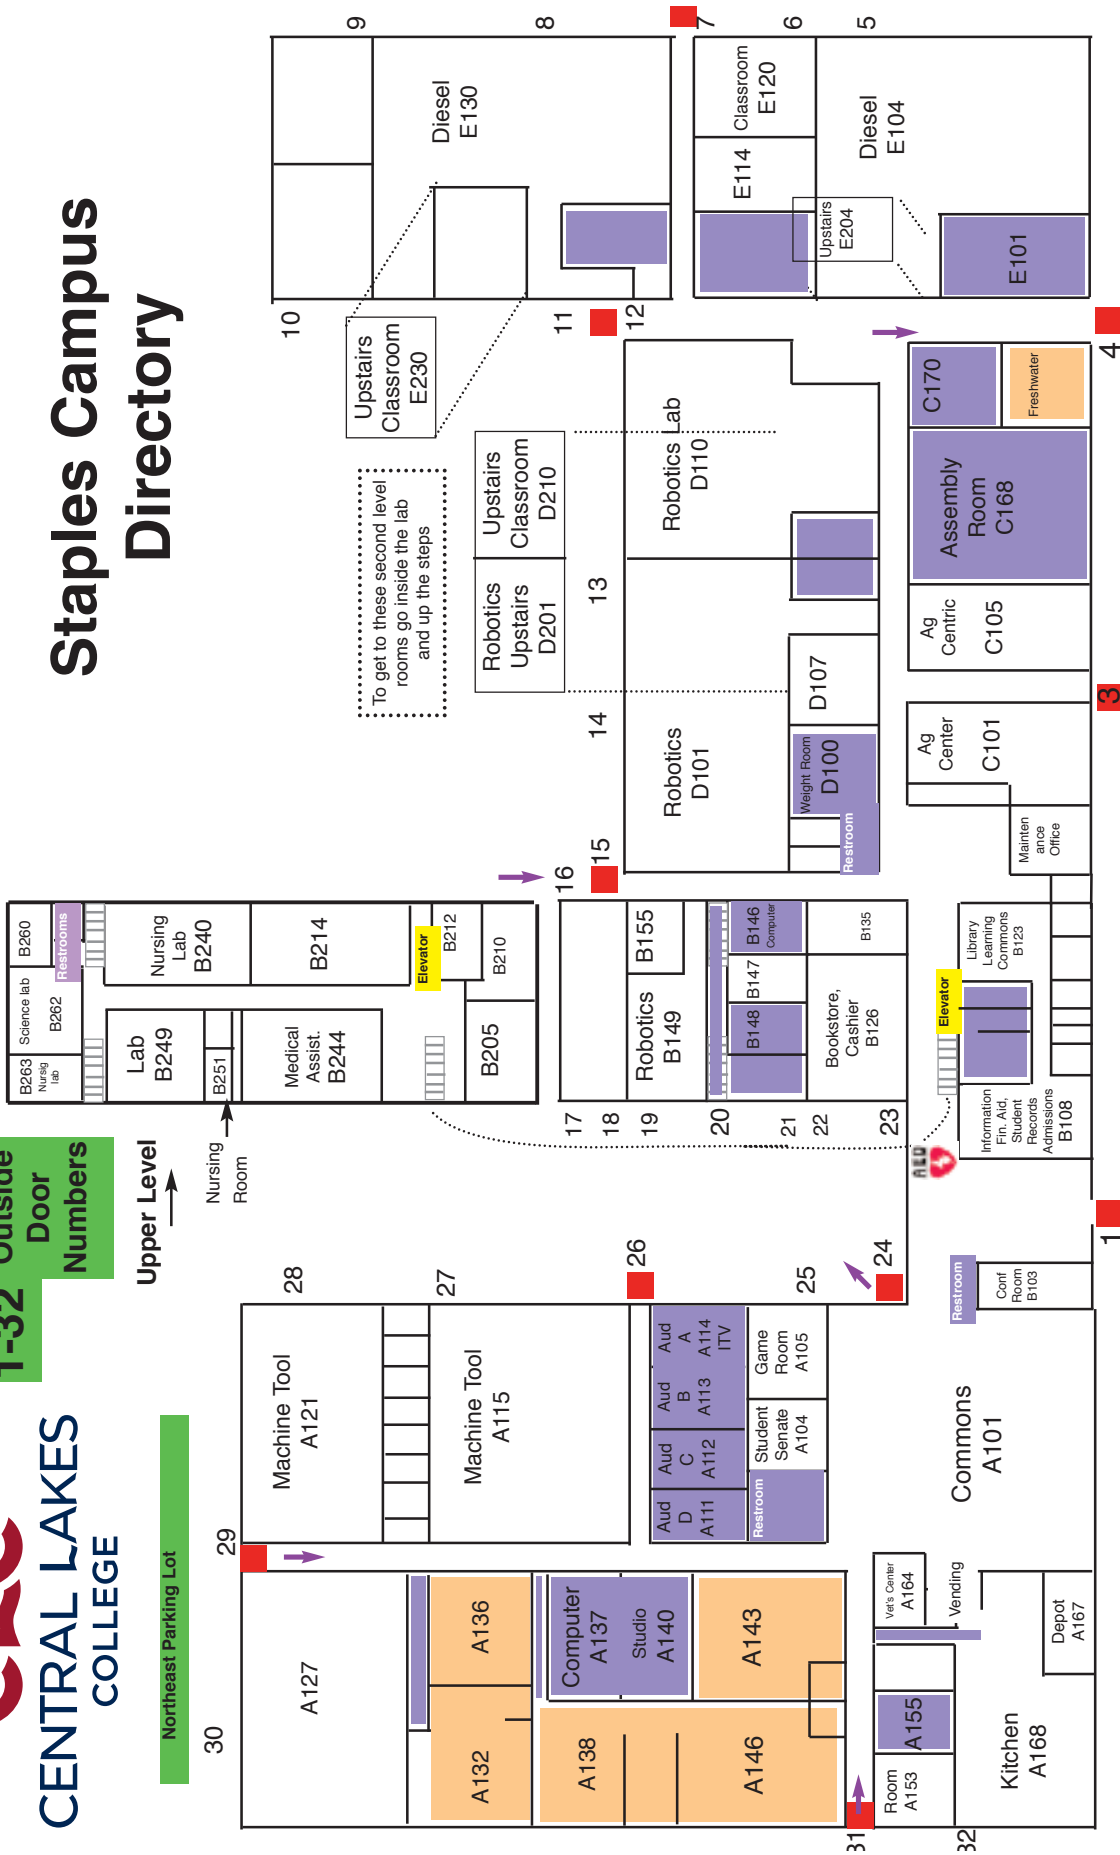 Staples Campus
Directory
1-32
Outside
Door
Numbers
CENTRAL LAKES
COLLEGE
Northeast Parking Lot
Upper Level
Nursing
Room
B263
Nursig
lab
Science lab
B262
B260
Restrooms
Lab
B249
B251
Medical
Assist.
B244
B205
Nursing
Lab
B240
B214
Elevator
B212
B210
To get to these second level
rooms go inside the lab
and up the steps
Upstairs
Classroom
E230
Robotics
Upstairs
D201
Upstairs
Classroom
D210
9
8
7
6
5
10
11
12
Diesel
E130
Classroom
E120
E114
Diesel
E104
Upstairs
E204
E101
4
30
29
28
27
26
25
24
A127
Machine Tool
A121
Machine Tool
A115
A136
A132
Computer
A137
Studio
A140
A138
A143
A146
Aud
D
A111
Aud
C
A112
Aud
B
A113
Aud
A
A114
ITV
Restroom
Student
Senate
A104
Game
Room
A105
31
32
Room
A153
A155
Vet's Center
A164
Vending
Kitchen
A168
Depot
A167
Commons
A101
Restroom
Conf
Room
B103
1
17
18
19
20
21
22
23
16
15
14
13
Robotics
B149
B155
B148
B147
B146
Computer
Bookstore,
Cashier
B126
B135
AED
Elevator
Information
Fin. Aid,
Student
Records
Admissions
B108
Library
Learning
Commons
B123
Mainten
ance
Office
Robotics
D101
Robotics Lab
D110
D107
Weight Room
D100
Restroom
Ag
Center
C101
3
Ag
Centric
C105
Assembly
Room
C168
C170
Freshwater